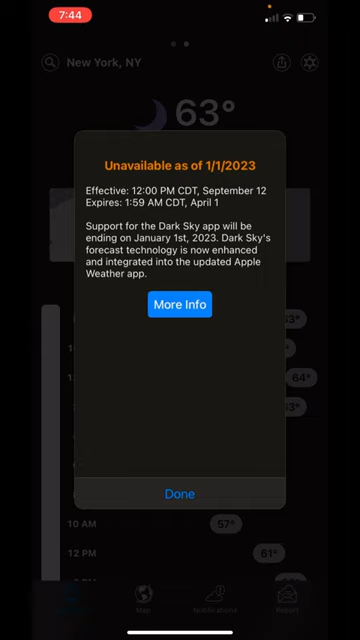 7:44
New York, NY
63°
Unavailable as of 1/1/2023
Effective: 12:00 PM CDT, September 12
Expires: 1:59 AM CDT, April 1
Support for the Dark Sky app will be
ending on January 1st, 2023. Dark Sky's
forecast technology is now enhanced
and integrated into the updated Apple
Weather app.
More Info
64°
Done
10 AM
57°
12 PM
61°
Map
Notifications
Report